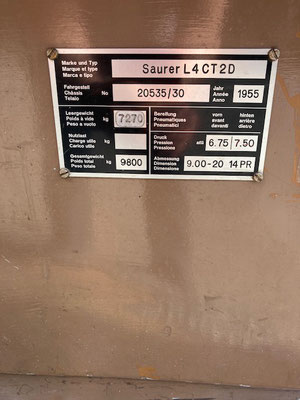 Marke und Typ
Marque et type
Marca e tipo
Saurer L4CT2D
Fahrgestell
Châssis No
Telaio
20535/30
Jahr
Année
Anno
1955
Leergewicht
Poids à vide kg
Peso a vuoto
7270
Bereifung
Pneumatiques
Pneumatici
vorn
avant
davanti
hinten
arrière
dietro
Nutzlast
Charge utile kg
Carico utile
Druck
Pression atü
Pressione
6.75 7.50
Gesamtgewicht
Poids total kg
Peso totale
9800
Abmessung
Dimension
Dimensione
9.00-20 14PR